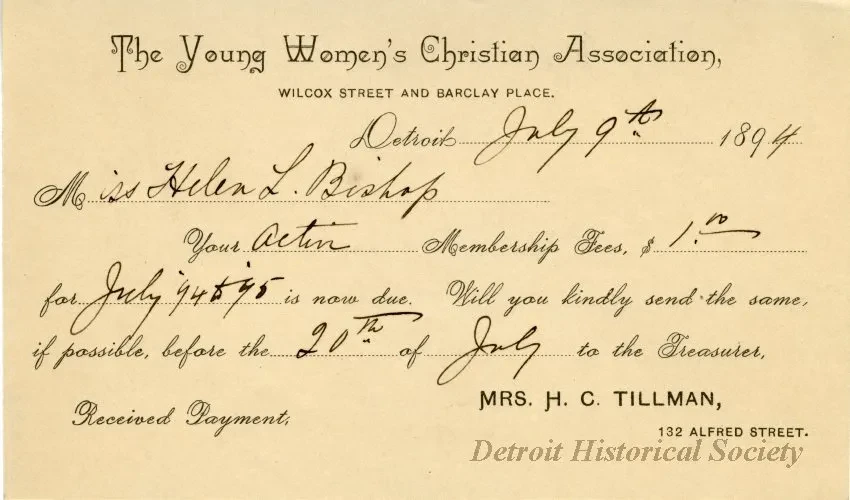 The Young Women's Christian Association,
WILCOX STREET AND BARCLAY PLACE.
Detroit July 9th 1894
Miss Helen L. Bishop
Your Active Membership Fees, $ 1.00
for July '94 to '95 is now due. Will you kindly send the same,
if possible, before the 20th of July to the Treasurer,
MRS. H. C. TILLMAN,
Received Payment,
132 ALFRED STREET.
Detroit Historical Society